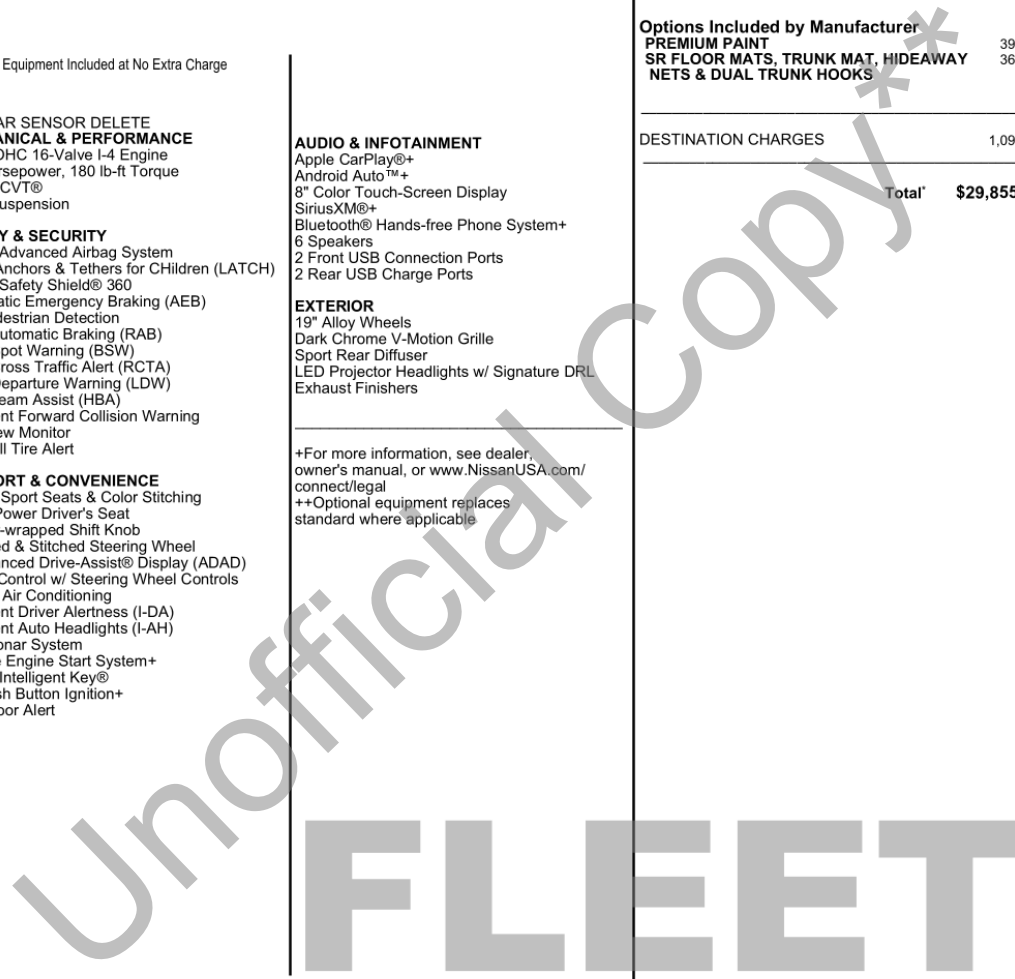 Equipment Included at No Extra Charge
AR SENSOR DELETE
ANICAL & PERFORMANCE
OHC 16-Valve I-4 Engine
rsepower, 180 lb-ft Torque
CVT®
uspension
Y & SECURITY
Advanced Airbag System
Anchors & Tethers for CHildren (LATCH)
Safety Shield® 360
atic Emergency Braking (AEB)
destrian Detection
utomatic Braking (RAB)
pot Warning (BSW)
ross Traffic Alert (RCTA)
Departure Warning (LDW)
eam Assist (HBA)
nt Forward Collision Warning
ew Monitor
ll Tire Alert
ORT & CONVENIENCE
Sport Seats & Color Stitching
Power Driver's Seat
-wrapped Shift Knob
ed & Stitched Steering Wheel
nced Drive-Assist® Display (ADAD)
Control w/ Steering Wheel Controls
Air Conditioning
nt Driver Alertness (I-DA)
nt Auto Headlights (I-AH)
onar System
e Engine Start System+
Intelligent Key®
sh Button Ignition+
oor Alert
AUDIO & INFOTAINMENT
Apple CarPlay®+
Android Auto™+
8" Color Touch-Screen Display
SiriusXM®+
Bluetooth® Hands-free Phone System+
6 Speakers
2 Front USB Connection Ports
2 Rear USB Charge Ports
EXTERIOR
19" Alloy Wheels
Dark Chrome V-Motion Grille
Sport Rear Diffuser
LED Projector Headlights w/ Signature DRL
Exhaust Finishers
+For more information, see dealer,
owner's manual, or www.NissanUSA.com/
connect/legal
++Optional equipment replaces
standard where applicable
Options Included by Manufacturer
PREMIUM PAINT 39
SR FLOOR MATS, TRUNK MAT, HIDEAWAY 36
NETS & DUAL TRUNK HOOKS
DESTINATION CHARGES 1,09
Total* $29,855
Unofficial Copy**
FLEET